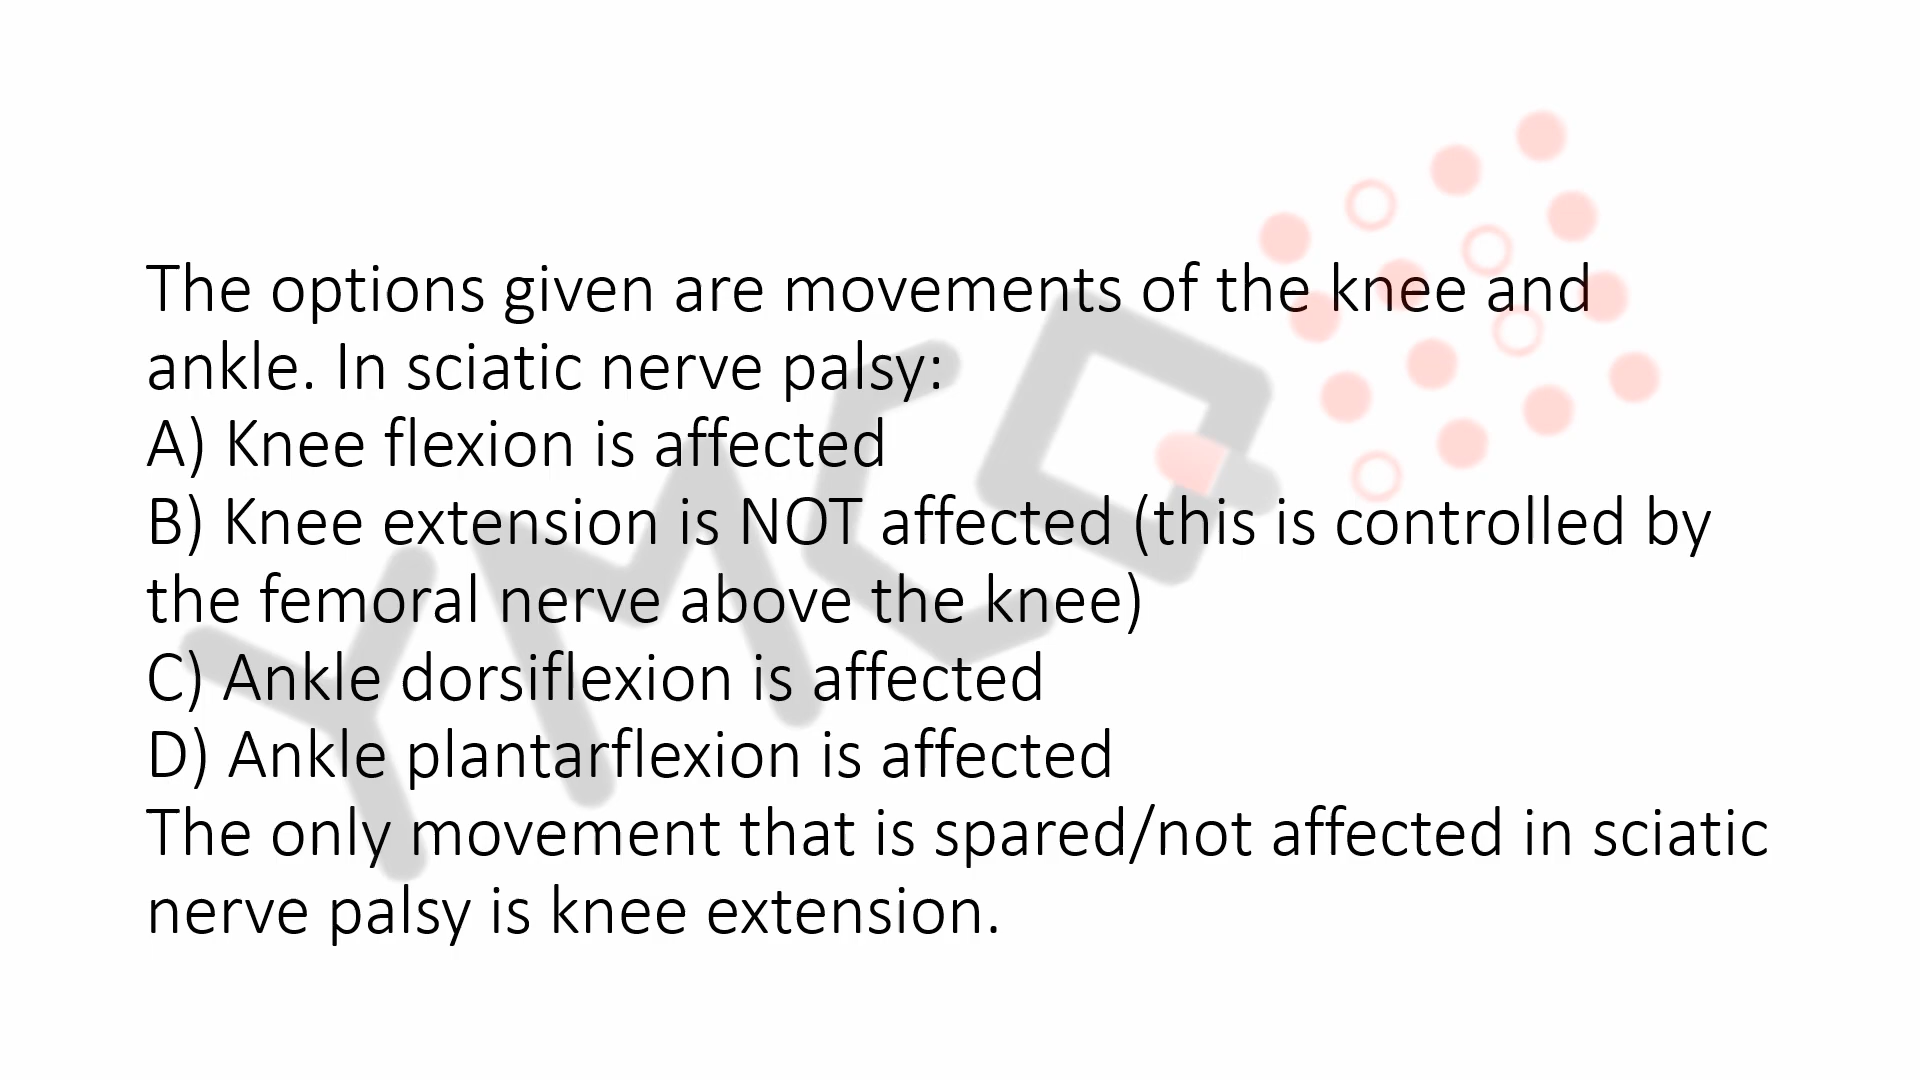 The options given are movements of the knee and
ankle. In sciatic nerve palsy:
A) Knee flexion is affected
B) Knee extension is NOT affected (this is controlled by
the femoral nerve above the knee)
C) Ankle dorsiflexion is affected
D) Ankle plantarflexion is affected
The only movement that is spared/not affected in sciatic
nerve palsy is knee extension.
YMCQ